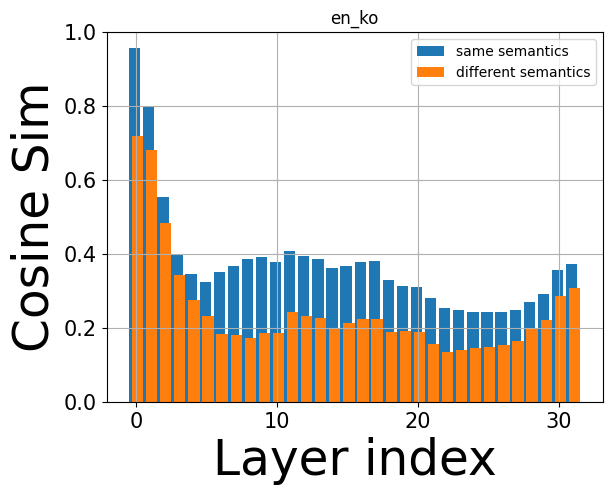 en_ko
same semantics
different semantics
Cosine Sim
1.0
0.8
0.6
0.4
0.2
0.0
0 10 20 30
Layer index